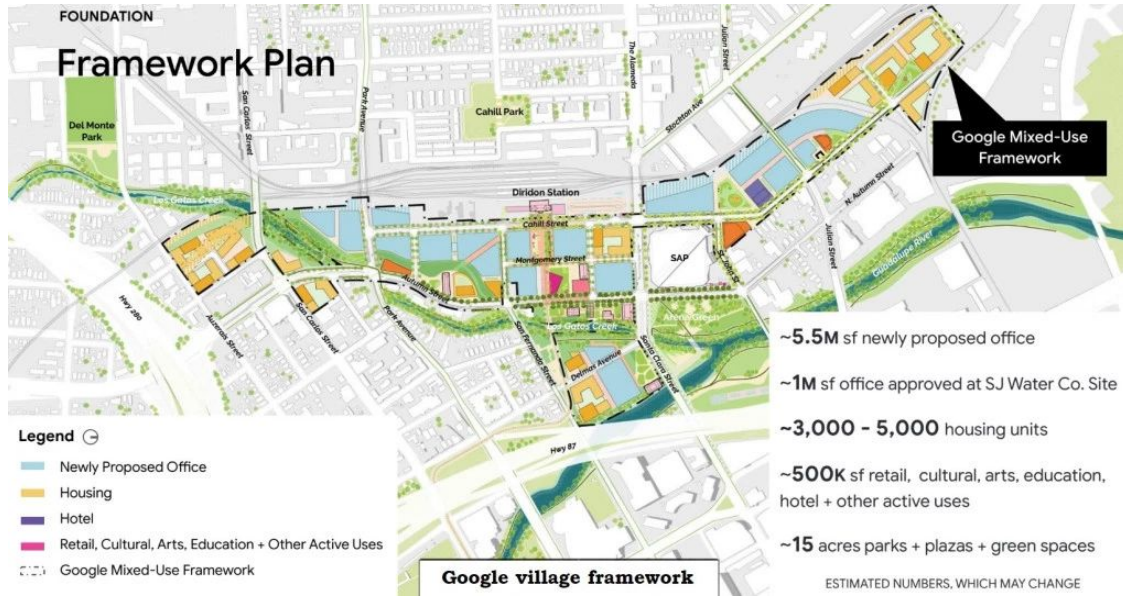 FOUNDATION
Framework Plan
Del Monte
Park
San Carlos Street
Park Avenue
Cahill Park
The Alameda
Stockton Ave
Julian Street
Google Mixed-Use
Framework
N. Autumn Street
Los Gatos Creek
Diridon Station
Cahill Street
Montgomery Street
SAP
St. John St
Julian Street
Guadalupe River
Hwy 280
Auzerais Street
San Carlos Street
Autumn Street
Park Avenue
San Fernando Street
Los Gatos Creek
Arena Green
Delmas Avenue
Santa Clara Street
Hwy 87
~5.5M sf newly proposed office
~1M sf office approved at SJ Water Co. Site
~3,000 - 5,000 housing units
~500K sf retail, cultural, arts, education,
hotel + other active uses
~15 acres parks + plazas + green spaces
ESTIMATED NUMBERS, WHICH MAY CHANGE
Legend
Newly Proposed Office
Housing
Hotel
Retail, Cultural, Arts, Education + Other Active Uses
Google Mixed-Use Framework
Google village framework